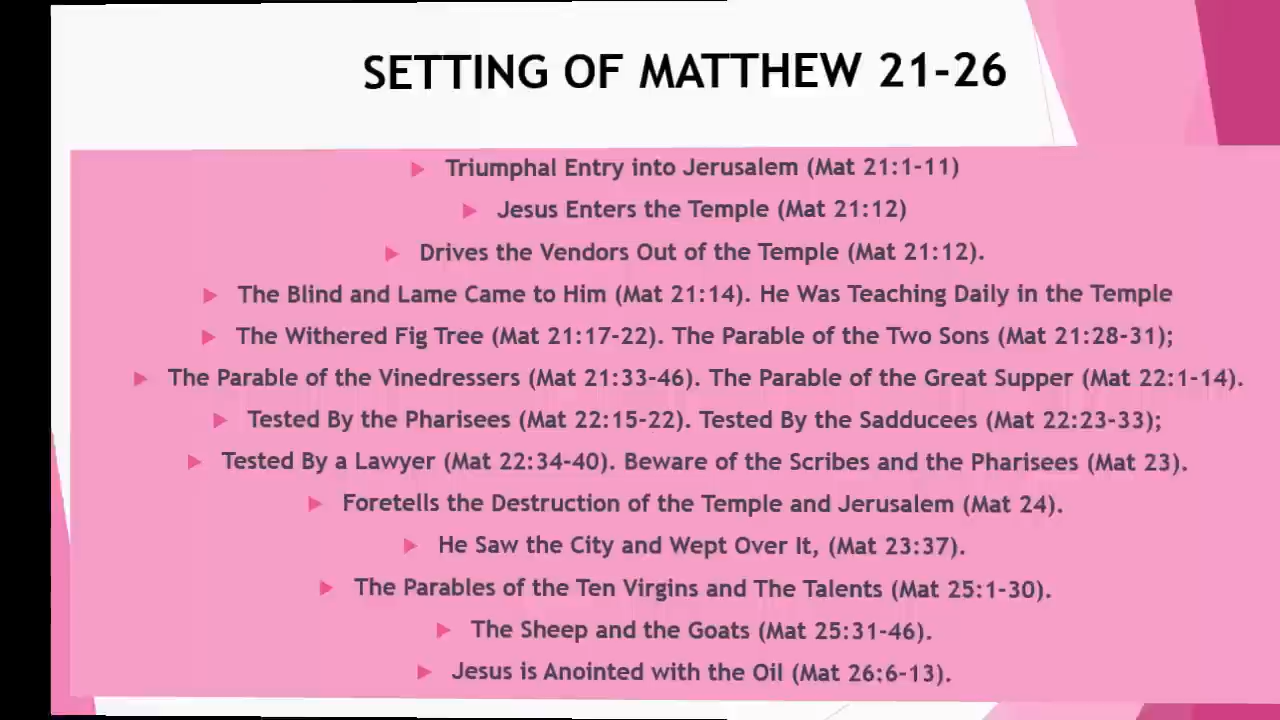 SETTING OF MATTHEW 21-26
Triumphal Entry into Jerusalem (Mat 21:1-11)
Jesus Enters the Temple (Mat 21:12)
Drives the Vendors Out of the Temple (Mat 21:12).
The Blind and Lame Came to Him (Mat 21:14). He Was Teaching Daily in the Temple
The Withered Fig Tree (Mat 21:17-22). The Parable of the Two Sons (Mat 21:28-31);
The Parable of the Vinedressers (Mat 21:33-46). The Parable of the Great Supper (Mat 22:1-14).
Tested By the Pharisees (Mat 22:15-22). Tested By the Sadducees (Mat 22:23-33);
Tested By a Lawyer (Mat 22:34-40). Beware of the Scribes and the Pharisees (Mat 23).
Foretells the Destruction of the Temple and Jerusalem (Mat 24).
He Saw the City and Wept Over It, (Mat 23:37).
The Parables of the Ten Virgins and The Talents (Mat 25:1-30).
The Sheep and the Goats (Mat 25:31-46).
Jesus is Anointed with the Oil (Mat 26:6-13).